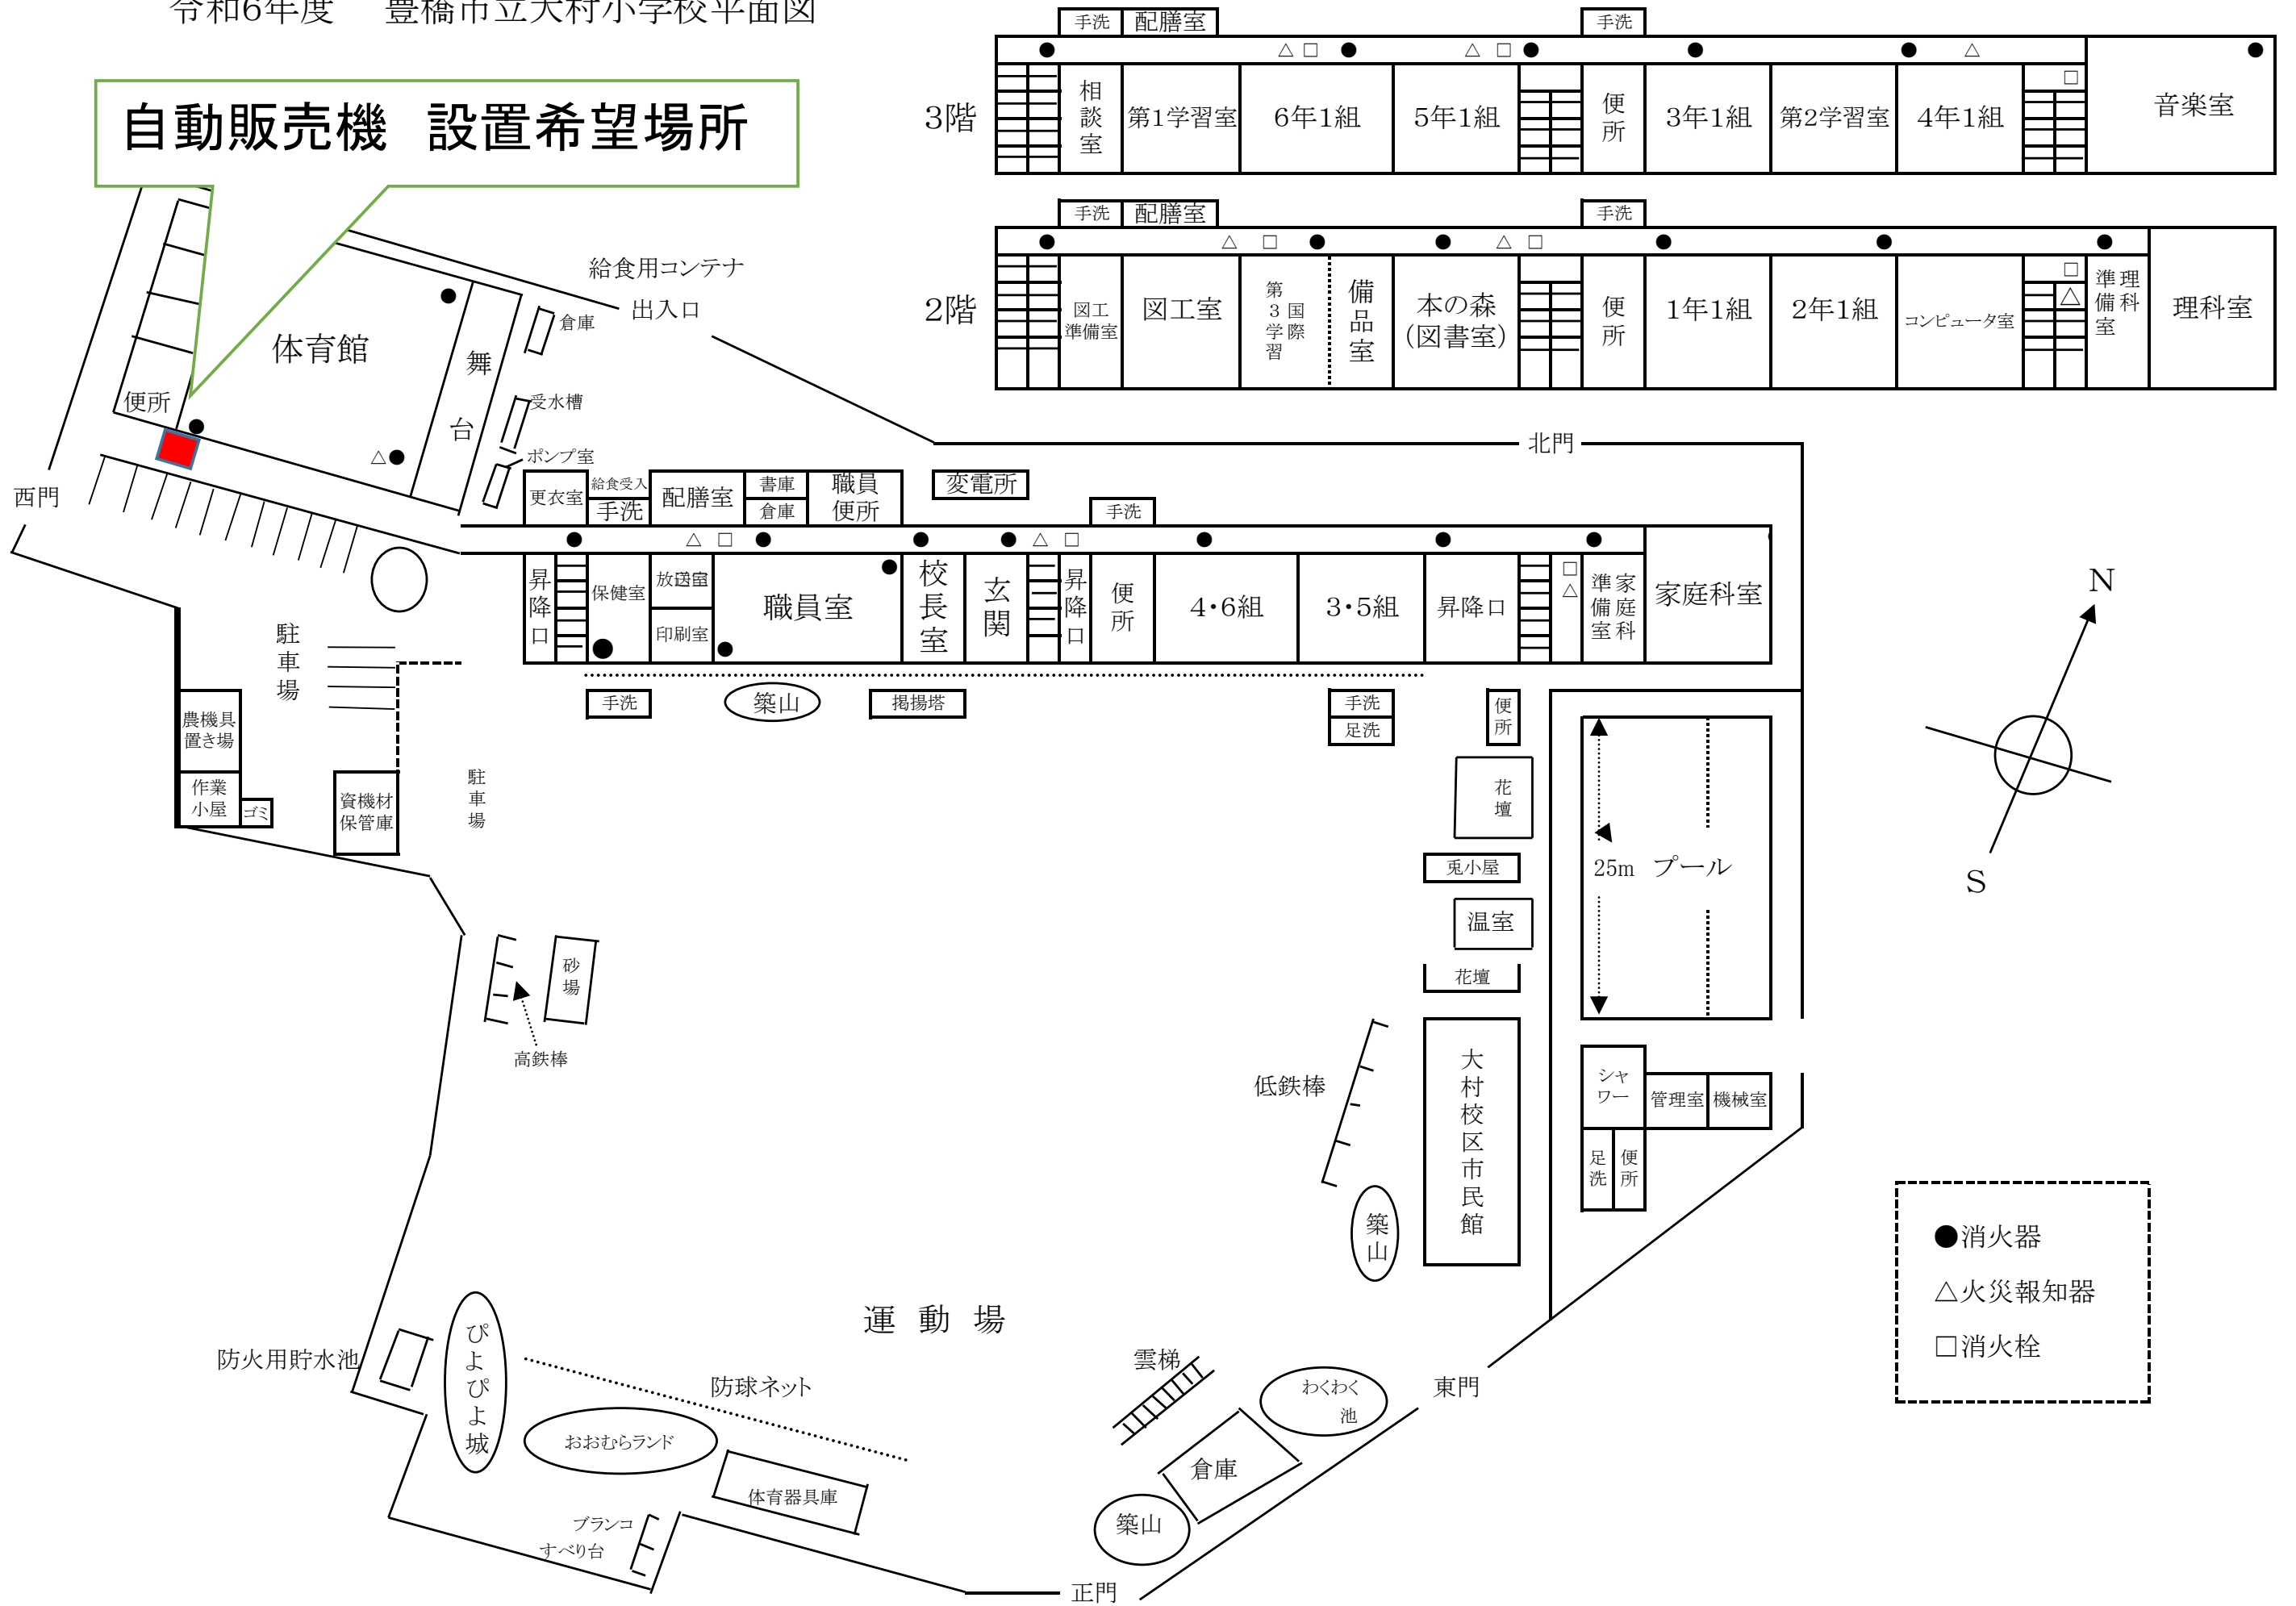 令和6年度　豊橋市立大村小学校平面図
自動販売機　設置希望場所
3階
手洗
配膳室
手洗
△ □
△ □
△
相談室
第1学習室
6年1組
5年1組
便所
3年1組
第2学習室
4年1組
□
音楽室
2階
手洗
配膳室
手洗
△ □
△ □
図工準備室
図工室
第3学習
国際
備品室
本の森
(図書室)
便所
1年1組
2年1組
コンピュータ室
□
△
理科準備室
理科室
給食用コンテナ
出入口
体育館
舞台
便所
△
倉庫
受水槽
ポンプ室
西門
北門
更衣室
給食受入
手洗
配膳室
書庫
倉庫
職員
便所
変電所
手洗
△ □
△ □
昇降口
保健室
放送室
印刷室
職員室
校長室
玄関
昇降口
便所
4・6組
3・5組
昇降口
□
△
家庭科準備室
家庭科室
手洗
築山
掲揚塔
手洗
足洗
便所
駐車場
農機具
置き場
作業
小屋
ゴミ
資機材
保管庫
駐車場
花壇
兎小屋
温室
花壇
25m プール
N
S
砂場
高鉄棒
低鉄棒
大村校区市民館
築山
シャワー
管理室
機械室
足洗
便所
●消火器
△火災報知器
□消火栓
運動場
防火用貯水池
ぴよぴよ城
防球ネット
おおむらランド
体育器具庫
ブランコ
すべり台
雲梯
わくわく
池
東門
倉庫
築山
正門